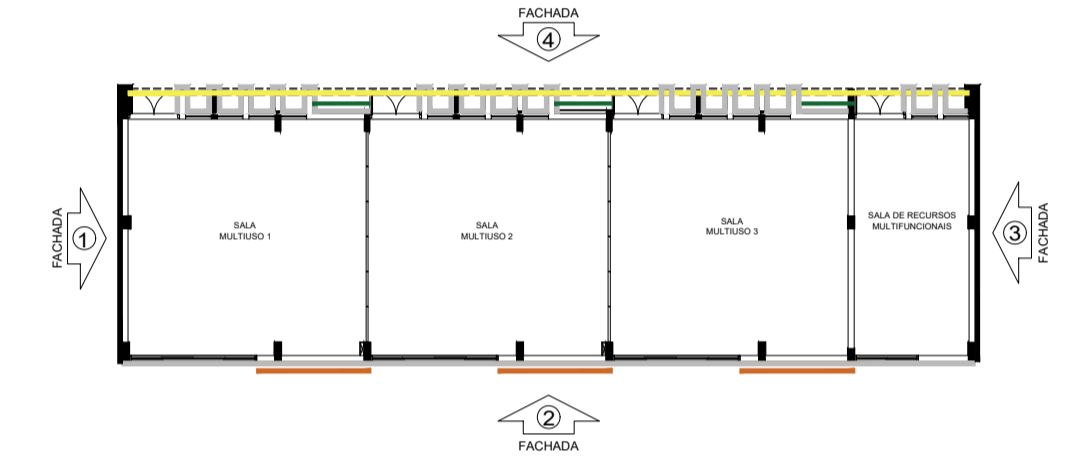 FACHADA
4
FACHADA
1
SALA
MULTIUSO 1
SALA
MULTIUSO 2
SALA
MULTIUSO 3
SALA DE RECURSOS
MULTIFUNCIONAIS
3
FACHADA
2
FACHADA